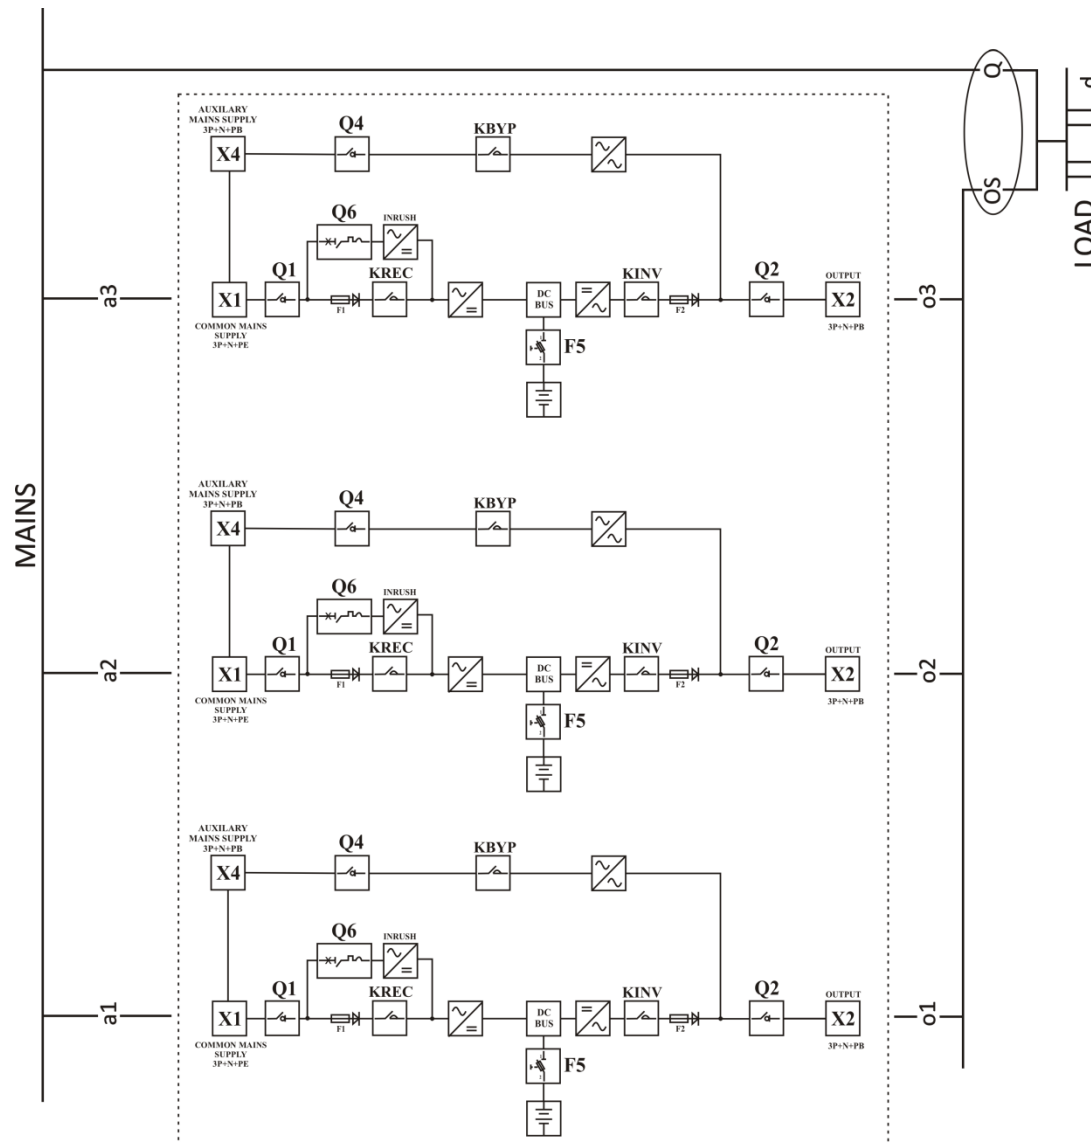 MAINS
Q
OS
d
LOAD
AUXILARY
MAINS SUPPLY
3P+N+PB
X4
Q4
KBYP
Q6
INRUSH
a3
X1
Q1
F1
KREC
DC
BUS
KINV
F2
Q2
OUTPUT
X2
3P+N+PB
o3
COMMON MAINS
SUPPLY
3P+N+PE
F5
AUXILARY
MAINS SUPPLY
3P+N+PB
X4
Q4
KBYP
Q6
INRUSH
a2
X1
Q1
F1
KREC
DC
BUS
KINV
F2
Q2
OUTPUT
X2
3P+N+PB
o2
COMMON MAINS
SUPPLY
3P+N+PE
F5
AUXILARY
MAINS SUPPLY
3P+N+PB
X4
Q4
KBYP
Q6
INRUSH
a1
X1
Q1
F1
KREC
DC
BUS
KINV
F2
Q2
OUTPUT
X2
3P+N+PB
o1
COMMON MAINS
SUPPLY
3P+N+PE
F5